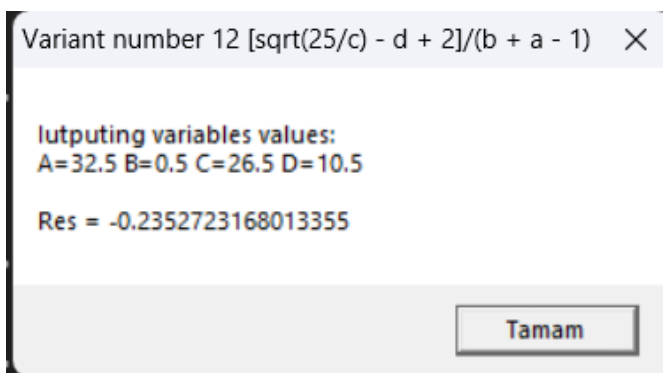 Variant number 12 [sqrt(25/c) - d + 2]/(b + a - 1)
lutputing variables values:
A=32.5 B=0.5 C=26.5 D=10.5
Res = -0.2352723168013355
Tamam